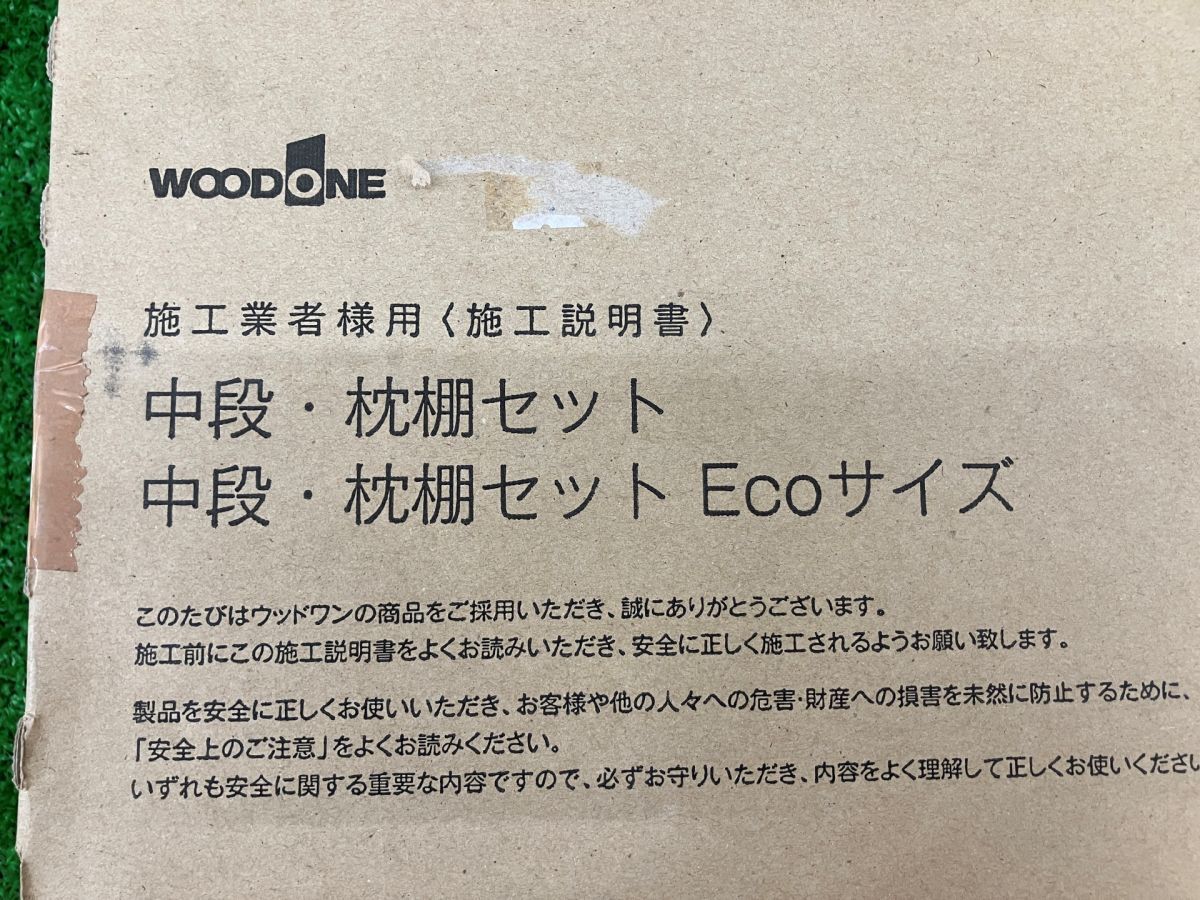 WOODONE
施工業者様用〈施工説明書〉
中段・枕棚セット
中段・枕棚セット Ecoサイズ
このたびはウッドワンの商品をご採用いただき、誠にありがとうございます。
施工前にこの施工説明書をよくお読みいただき、安全に正しく施工されるようお願い致します。
製品を安全に正しくお使いいただき、お客様や他の人々への危害・財産への損害を未然に防止するために、
「安全上のご注意」をよくお読みください。
いずれも安全に関する重要な内容ですので、必ずお守りいただき、内容をよく理解して正しくお使いください